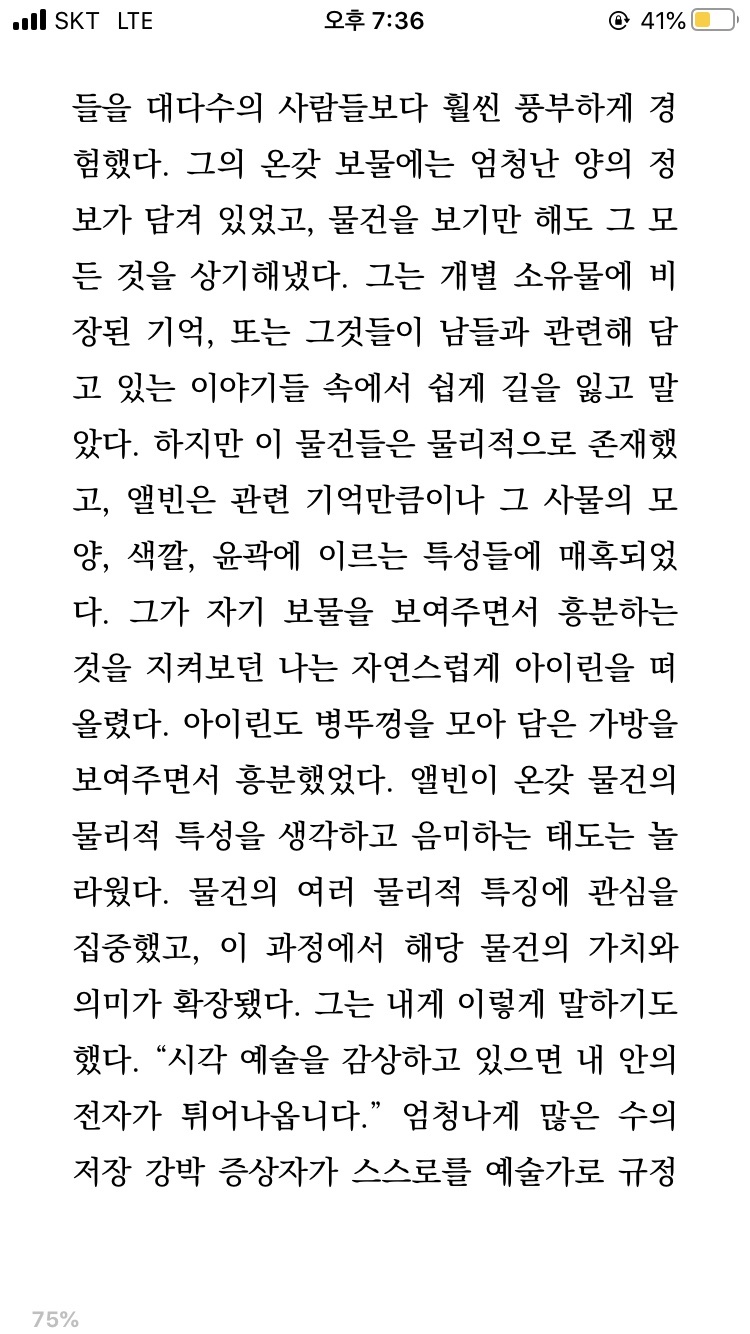 SKT LTE 오후 7:36 41%
들을 대다수의 사람들보다 훨씬 풍부하게 경
험했다. 그의 온갖 보물에는 엄청난 양의 정
보가 담겨 있었고, 물건을 보기만 해도 그 모
든 것을 상기해냈다. 그는 개별 소유물에 비
장된 기억, 또는 그것들이 남들과 관련해 담
고 있는 이야기들 속에서 쉽게 길을 잃고 말
았다. 하지만 이 물건들은 물리적으로 존재했
고, 앨빈은 관련 기억만큼이나 그 사물의 모
양, 색깔, 윤곽에 이르는 특성들에 매혹되었
다. 그가 자기 보물을 보여주면서 흥분하는
것을 지켜보던 나는 자연스럽게 아이린을 떠
올렸다. 아이린도 병뚜껑을 모아 담은 가방을
보여주면서 흥분했었다. 앨빈이 온갖 물건의
물리적 특성을 생각하고 음미하는 태도는 놀
라웠다. 물건의 여러 물리적 특징에 관심을
집중했고, 이 과정에서 해당 물건의 가치와
의미가 확장됐다. 그는 내게 이렇게 말하기도
했다. “시각 예술을 감상하고 있으면 내 안의
전자가 튀어나옵니다.” 엄청나게 많은 수의
저장 강박 증상자가 스스로를 예술가로 규정
75%